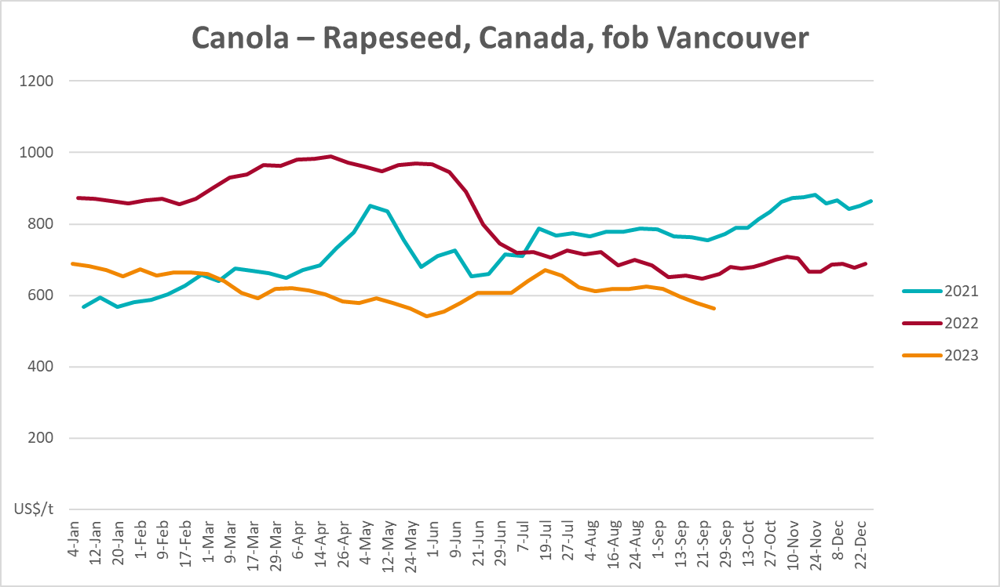 Canola – Rapeseed, Canada, fob Vancouver
1200
1000
800
600
400
200
US$/t
4-Jan
12-Jan
20-Jan
1-Feb
9-Feb
17-Feb
1-Mar
9-Mar
17-Mar
29-Mar
6-Apr
14-Apr
26-Apr
4-May
12-May
24-May
1-Jun
9-Jun
21-Jun
29-Jun
7-Jul
19-Jul
27-Jul
4-Aug
16-Aug
24-Aug
1-Sep
13-Sep
21-Sep
29-Sep
13-Oct
27-Oct
10-Nov
24-Nov
8-Dec
22-Dec
2021
2022
2023